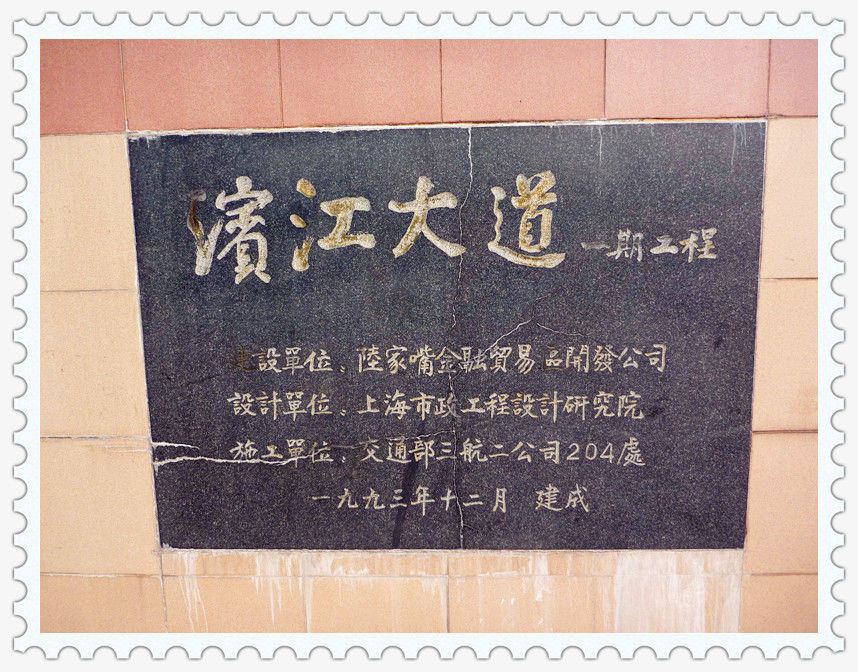 濱江大道 一期工程
建設單位：陸家嘴金融貿易區開發公司
設計單位：上海市政工程設計研究院
施工單位：交通部三航二公司204處
一九九三年十二月 建成